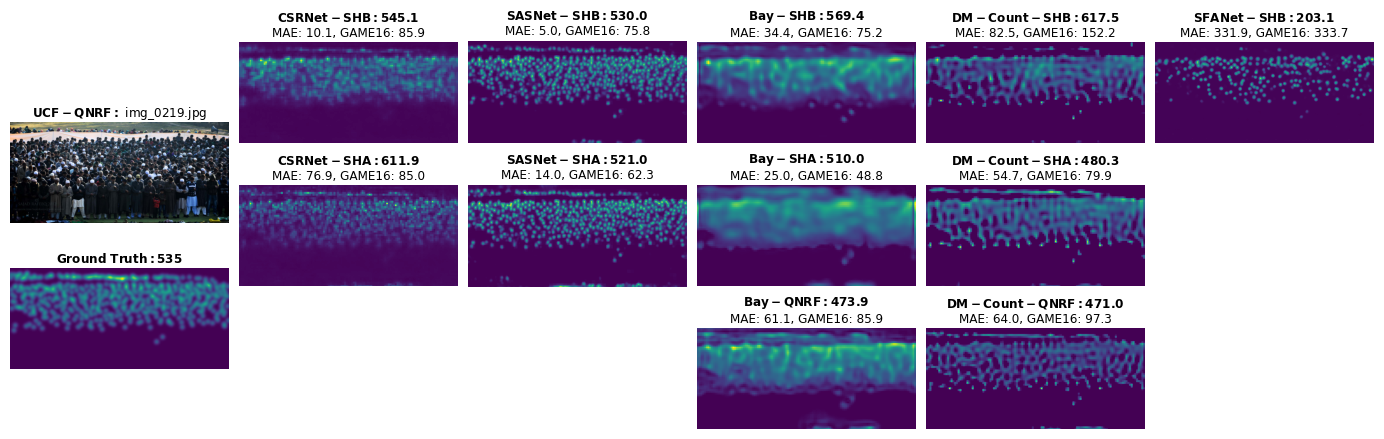 CSRNet−SHB: 545.1
MAE: 10.1, GAME16: 85.9
SASNet−SHB: 530.0
MAE: 5.0, GAME16: 75.8
Bay−SHB: 569.4
MAE: 34.4, GAME16: 75.2
DM−Count−SHB: 617.5
MAE: 82.5, GAME16: 152.2
SFANet−SHB: 203.1
MAE: 331.9, GAME16: 333.7
UCF−QNRF: img_0219.jpg
CSRNet−SHA: 611.9
MAE: 76.9, GAME16: 85.0
SASNet−SHA: 521.0
MAE: 14.0, GAME16: 62.3
Bay−SHA: 510.0
MAE: 25.0, GAME16: 48.8
DM−Count−SHA: 480.3
MAE: 54.7, GAME16: 79.9
Ground Truth: 535
Bay−QNRF: 473.9
MAE: 61.1, GAME16: 85.9
DM−Count−QNRF: 471.0
MAE: 64.0, GAME16: 97.3